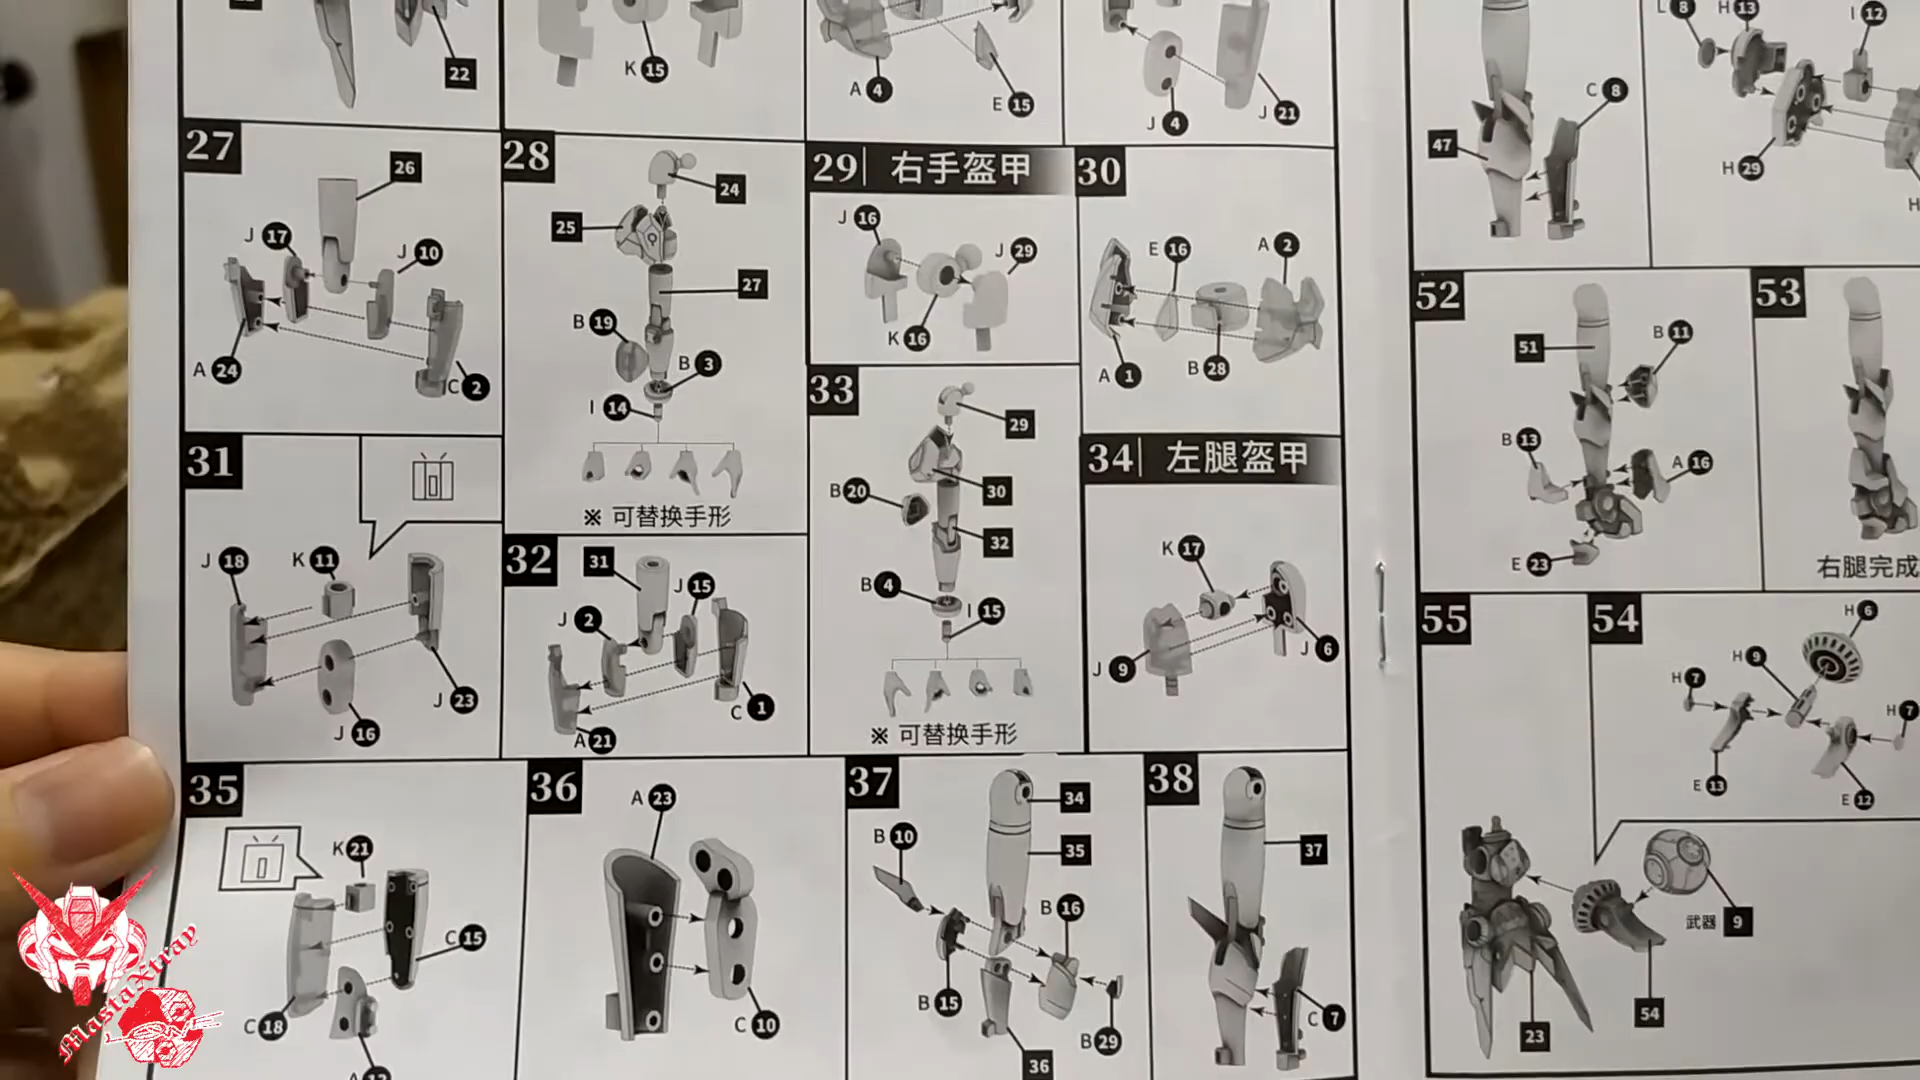 22
K 15
A 4
E 15
J 4
J 21
27
26
J 17
J 10
A 24
C 2
28
24
25
27
B 19
B 3
I 14
※ 可替换手形
29 右手盔甲
J 16
J 29
K 16
30
E 16
A 2
A 1
B 28
31
J 18
K 11
J 23
J 16
32
31
J 15
J 2
C 1
A 21
33
29
B 20
30
32
B 4
I 15
※ 可替换手形
34 左腿盔甲
K 17
J 9
J 6
35
K 21
C 15
C 18
36
A 23
C 10
37
34
B 10
35
B 16
B 15
B 29
36
38
37
C 7
L 8
H 13
I 12
C 8
47
H 29
H
52
51
B 11
B 13
A 16
E 23
53
右腿完成
55
54
H 6
H 9
H 7
H 7
E 13
E 12
武器 9
23
54
MastaXtray